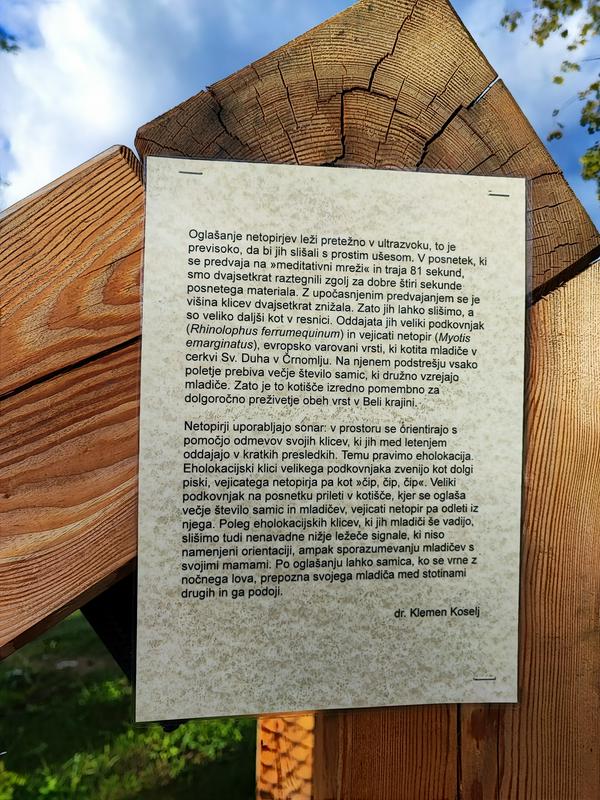 Oglašanje netopirjev leži pretežno v ultrazvoku, to je
previsoko, da bi jih slišali s prostim ušesom. V posnetek, ki
se predvaja na »meditativni mreži« in traja 81 sekund,
smo dvajsetkrat raztegnili zgolj za dobre štiri sekunde
posnetega materiala. Z upočasnjenim predvajanjem se je
višina klicev dvajsetkrat znižala. Zato jih lahko slišimo, a
so veliko daljši kot v resnici. Oddajata jih veliki podkovnjak
(Rhinolophus ferrumequinum) in vejicati netopir (Myotis
emarginatus), evropsko varovani vrsti, ki kotita mladiče v
cerkvi Sv. Duha v Črnomlju. Na njenem podstrešju vsako
poletje prebiva večje število samic, ki družno vzrejajo
mladiče. Zato je to kotišče izredno pomembno za
dolgoročno preživetje obeh vrst v Beli krajini.
Netopirji uporabljajo sonar: v prostoru se orientirajo s
pomočjo odmevov svojih klicev, ki jih med letenjem
oddajajo v kratkih presledkih. Temu pravimo eholokacija.
Eholokacijski klici velikega podkovnjaka zvenijo kot dolgi
piski, vejicatega netopirja pa kot »čip, čip, čip«. Veliki
podkovnjak na posnetku prileti v kotišče, kjer se oglaša
večje število samic in mladičev, vejicati netopir pa odleti iz
njega. Poleg eholokacijskih klicev, ki jih mladiči še vadijo,
slišimo tudi nenavadne nižje ležeče signale, ki niso
namenjeni orientaciji, ampak sporazumevanju mladičev s
svojimi mamami. Po oglašanju lahko samica, ko se vrne z
nočnega lova, prepozna svojega mladiča med stotinami
drugih in ga podoji.
dr. Klemen Koselj